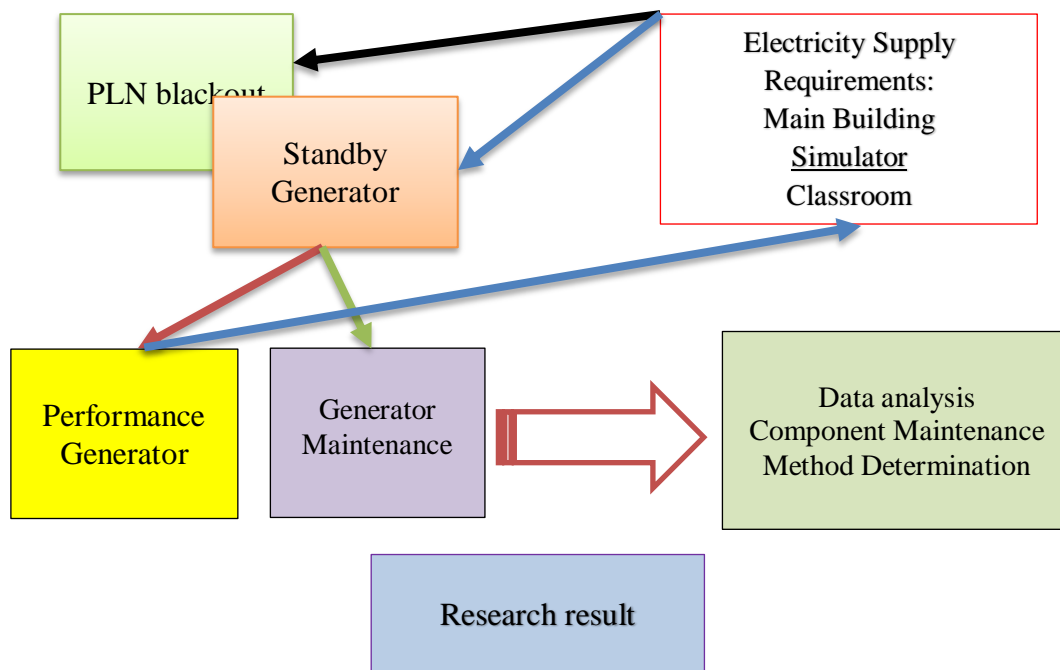 PLN blackout
Standby
Generator
Electricity Supply
Requirements:
Main Building
Simulator
Classroom
Performance
Generator
Generator
Maintenance
Data analysis
Component Maintenance
Method Determination
Research result